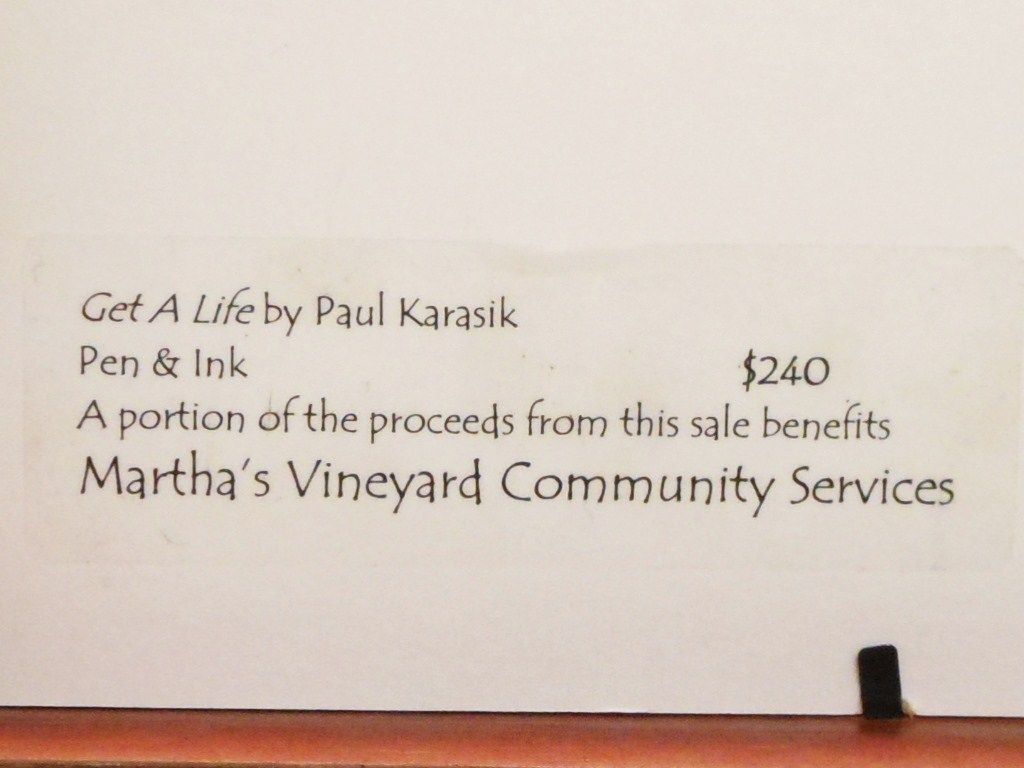 Get A Life by Paul Karasik
Pen & Ink $240
A portion of the proceeds from this sale benefits
Martha's Vineyard Community Services